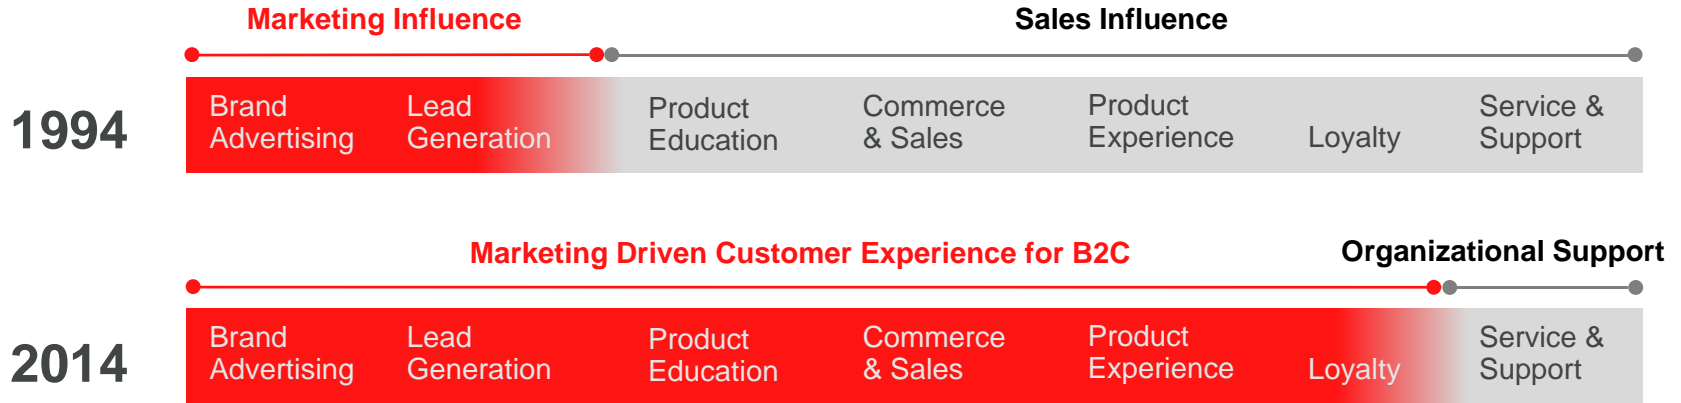 Marketing Influence
Sales Influence
1994
Brand
Advertising
Lead
Generation
Product
Education
Commerce
& Sales
Product
Experience
Loyalty
Service &
Support
Marketing Driven Customer Experience for B2C
Organizational Support
2014
Brand
Advertising
Lead
Generation
Product
Education
Commerce
& Sales
Product
Experience
Loyalty
Service &
Support